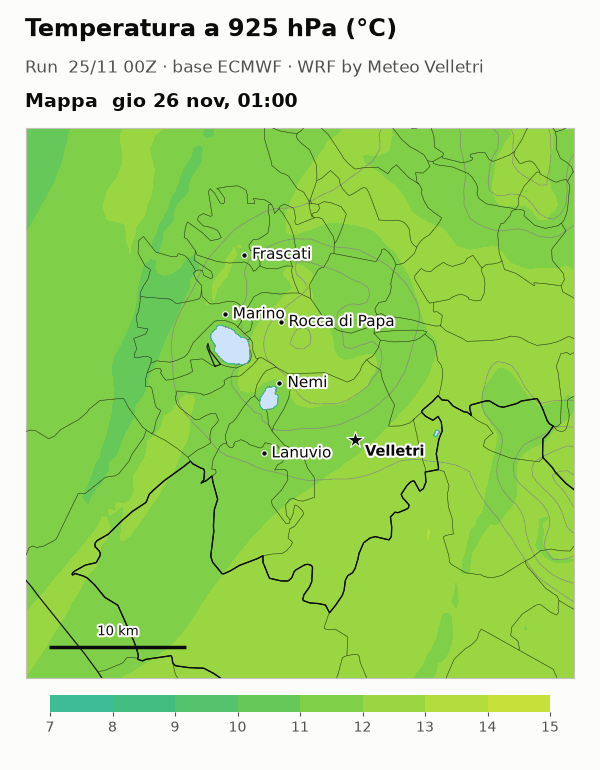 Temperatura a 925 hPa (°C)
Run  25/11 00Z · base ECMWF · WRF by Meteo Velletri
Mappa  gio 26 nov, 01:00
Frascati
Marino
Rocca di Papa
Nemi
Velletri
Lanuvio
10 km
7 8 9 10 11 12 13 14 15